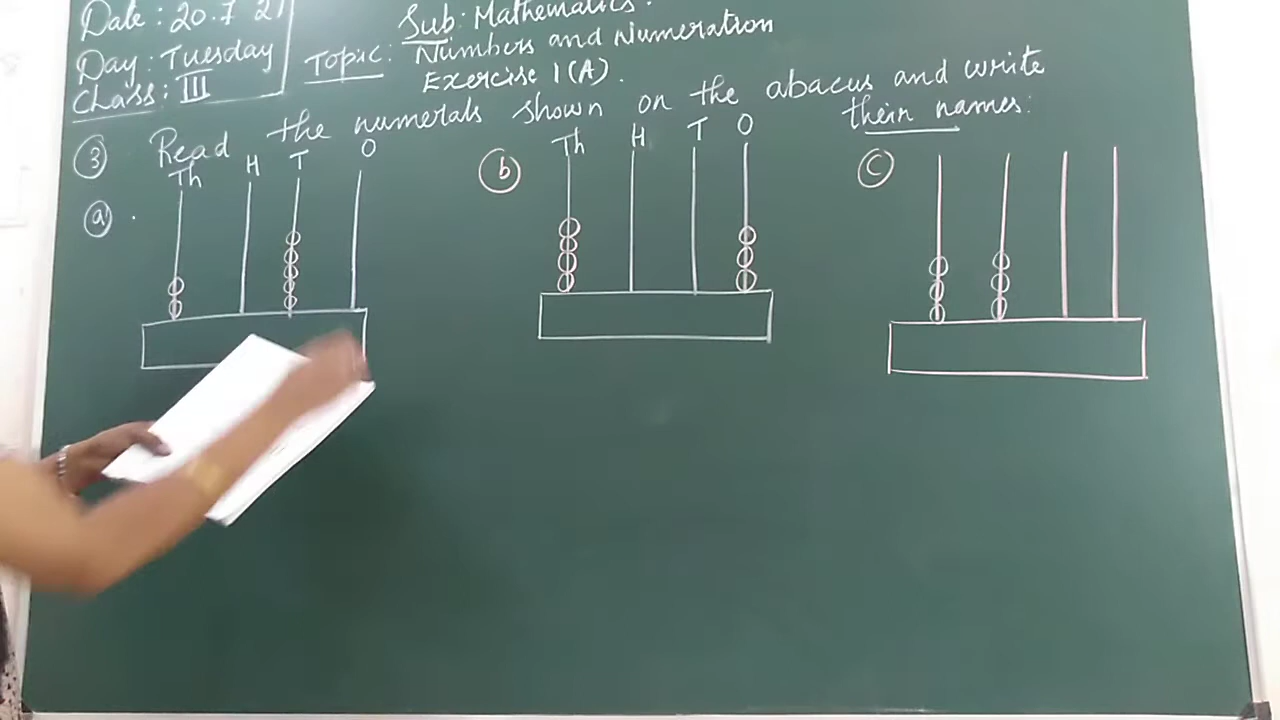 Date: 20.7 21
Day: Tuesday
Class: III
Sub: Mathematics.
Topic: Numbers and Numeration
Exercise 1(A).
3 Read the numerals shown on the abacus and write
their names:
a Th H T O
b Th H T O
c